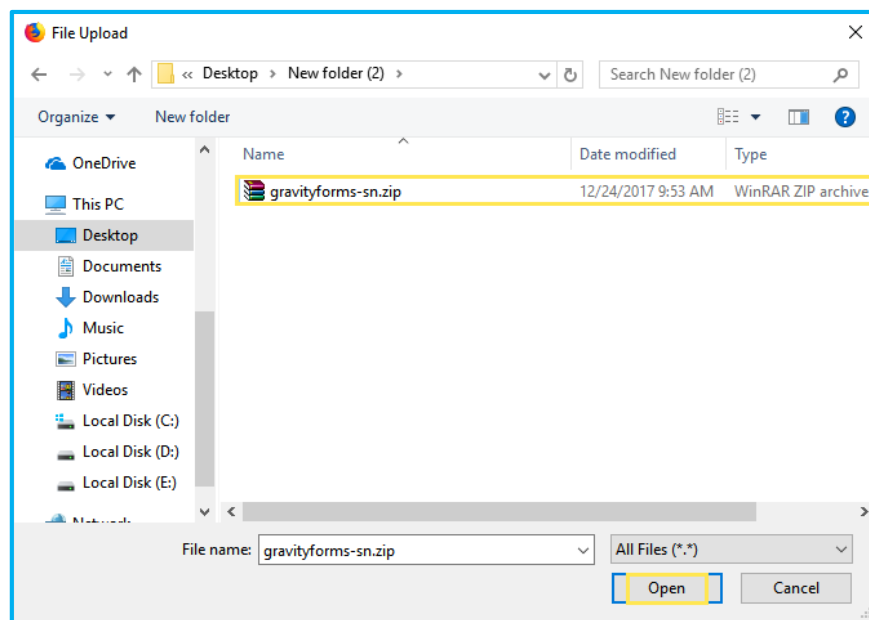 File Upload
« Desktop > New folder (2) >
Search New folder (2)
Organize
New folder
Name
Date modified
Type
gravityforms-sn.zip
12/24/2017 9:53 AM
WinRAR ZIP archive
OneDrive
This PC
Desktop
Documents
Downloads
Music
Pictures
Videos
Local Disk (C:)
Local Disk (D:)
Local Disk (E:)
Network
File name:
gravityforms-sn.zip
All Files (*.*)
Open
Cancel